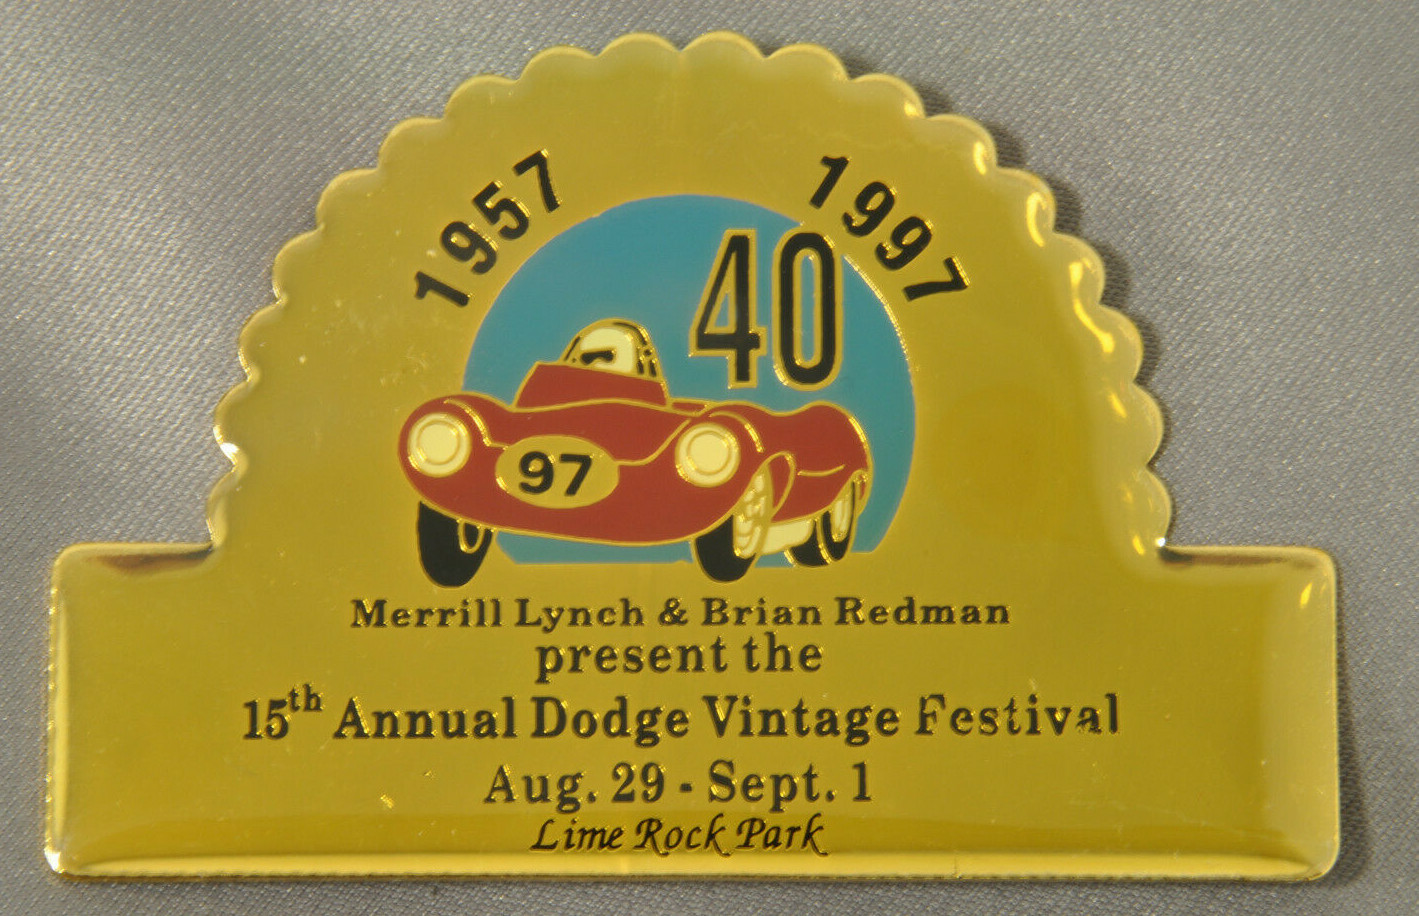 1957 1997
40
97
Merrill Lynch & Brian Redman
present the
15th Annual Dodge Vintage Festival
Aug. 29 - Sept. 1
Lime Rock Park